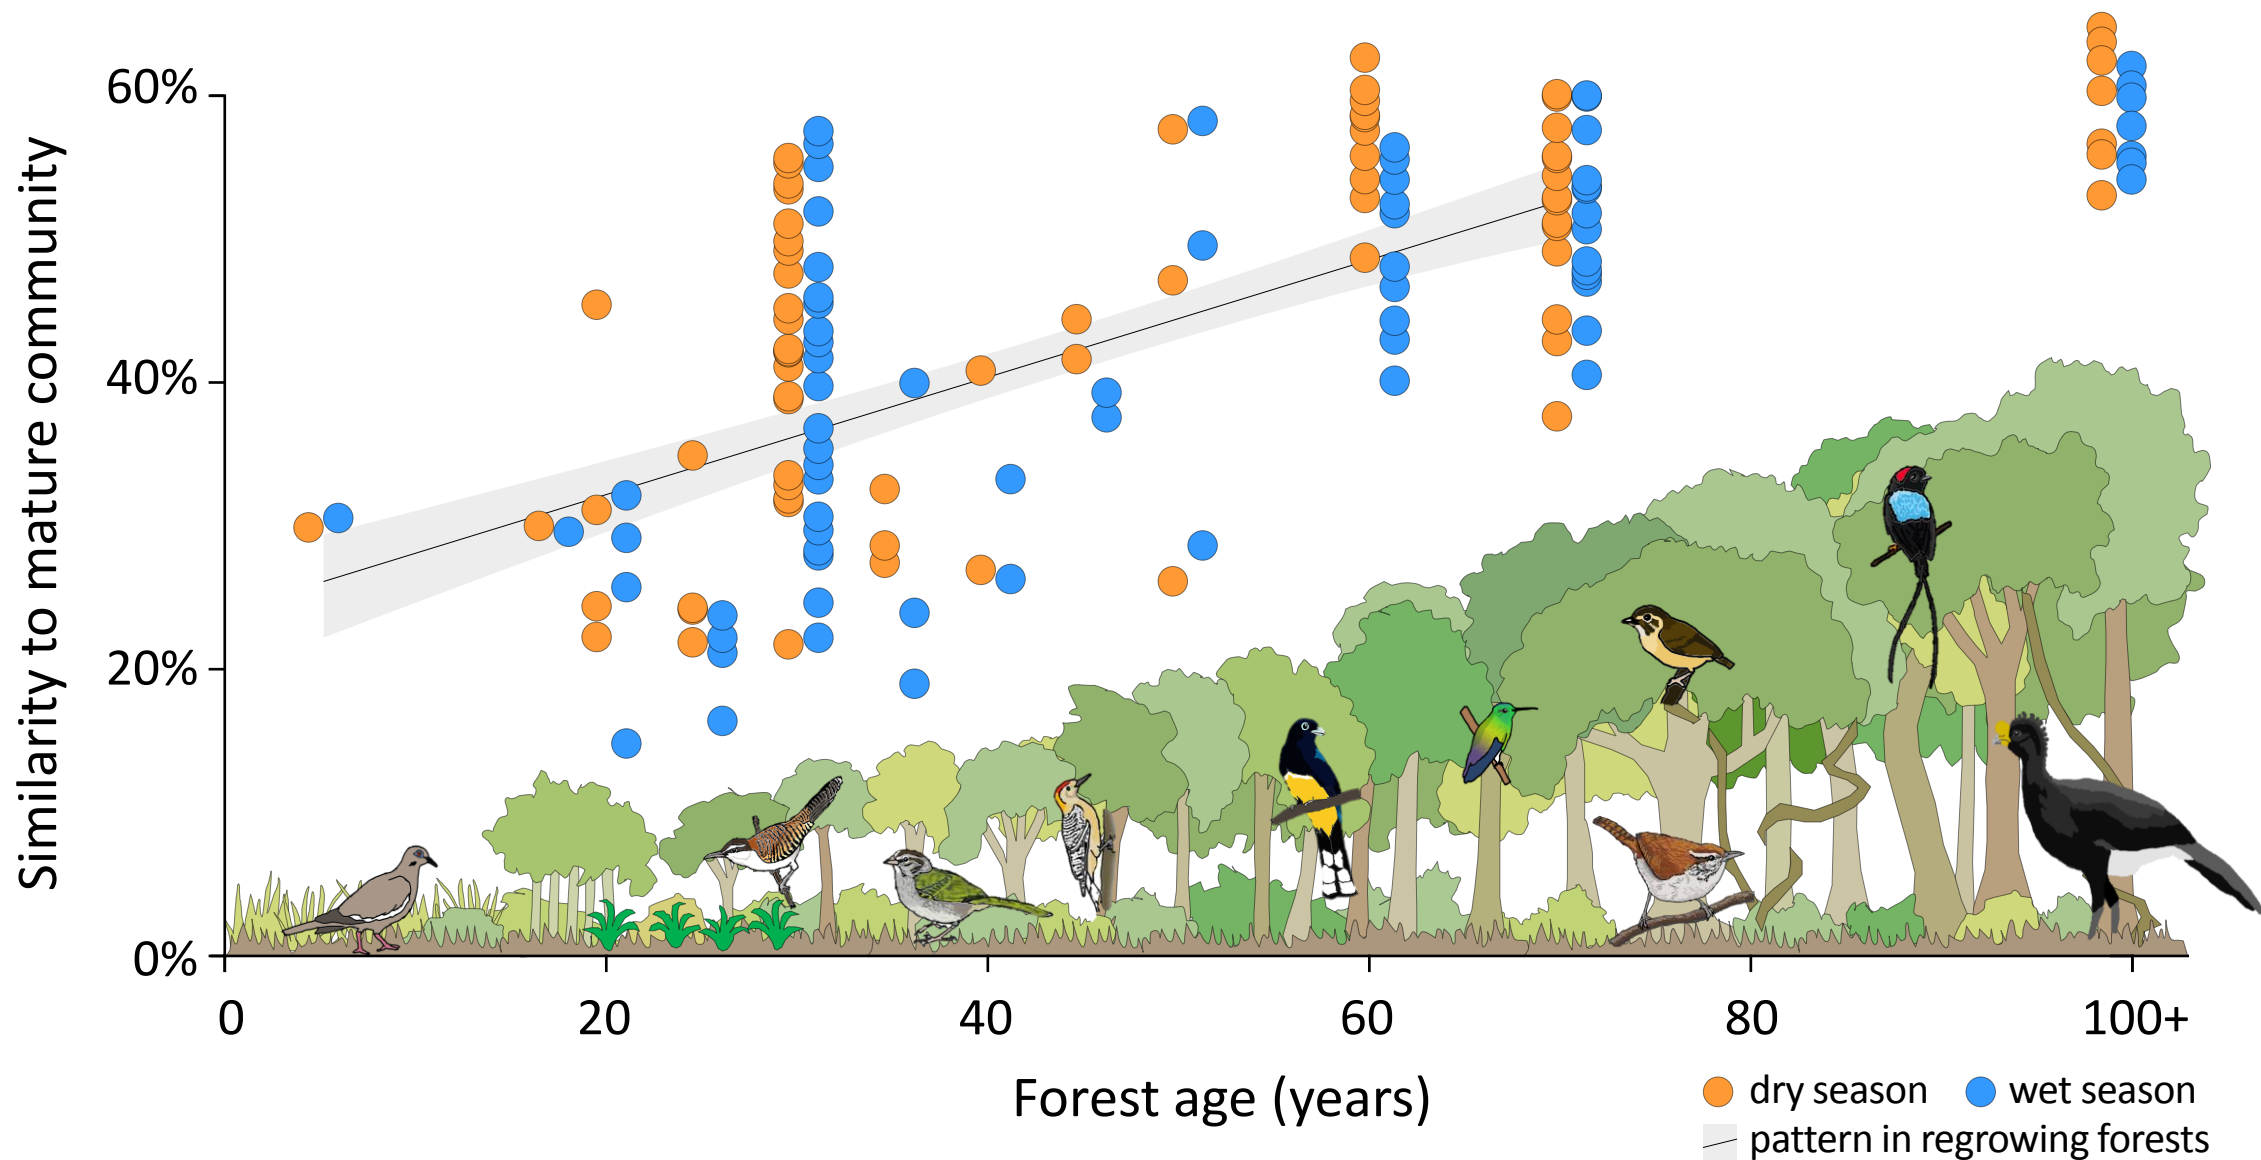 Similarity to mature community
60%
40%
20%
0%
0 20 40 60 80 100+
Forest age (years)
dry season wet season
pattern in regrowing forests